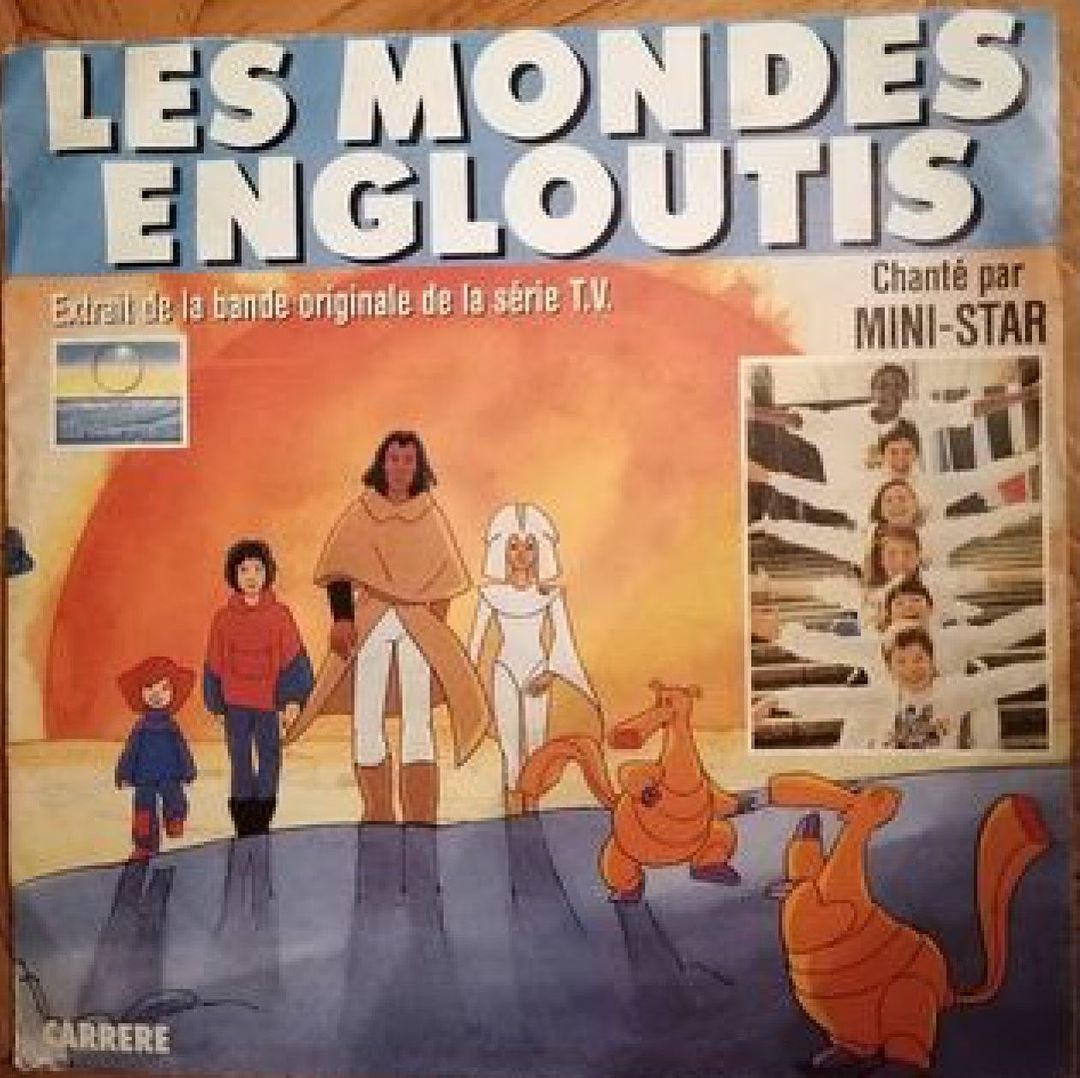 LES MONDES
ENGLOUTIS
Extrait de la bande originale de la série T.V.
Chanté par
MINI-STAR
CARRERE